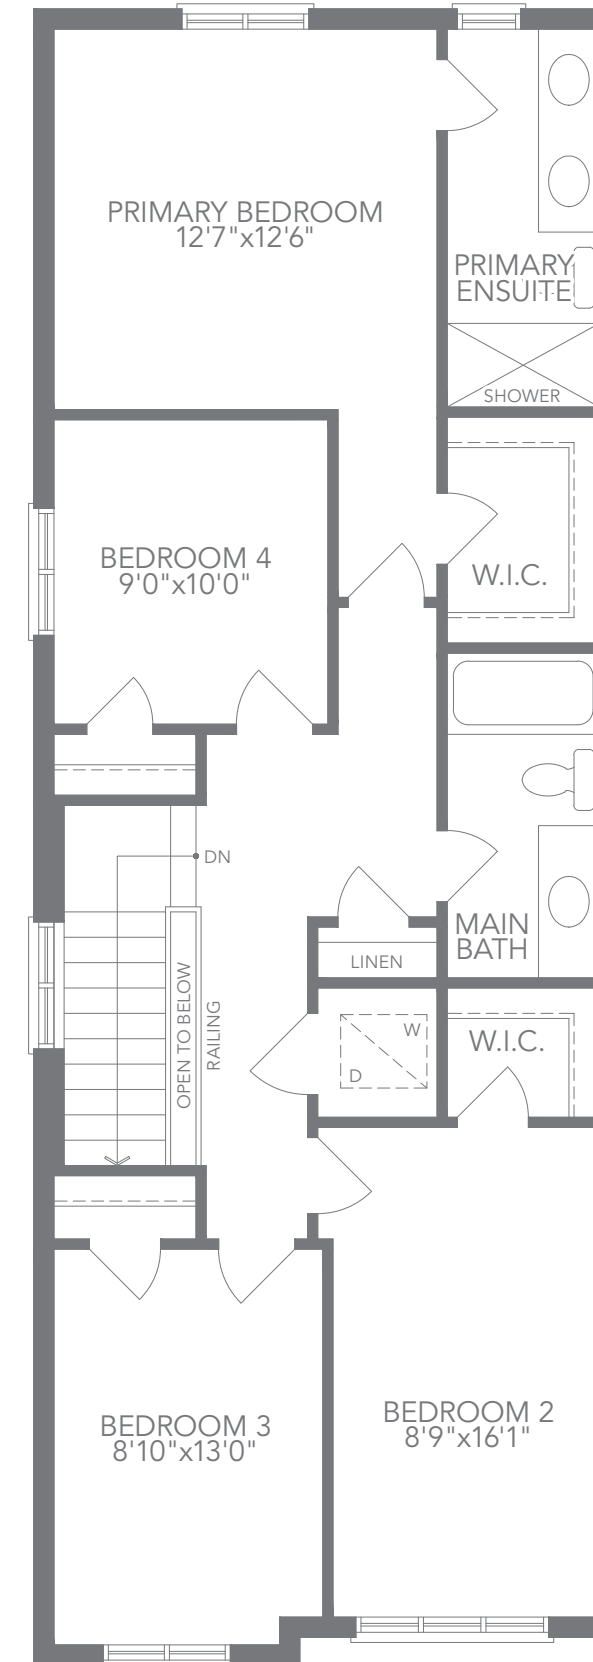 PRIMARY BEDROOM
12'7"x12'6"
PRIMARY
ENSUITE
SHOWER
BEDROOM 4
9'0"x10'0"
W.I.C.
DN
MAIN
BATH
LINEN
OPEN TO BELOW
RAILING
W
D
W.I.C.
BEDROOM 3
8'10"x13'0"
BEDROOM 2
8'9"x16'1"